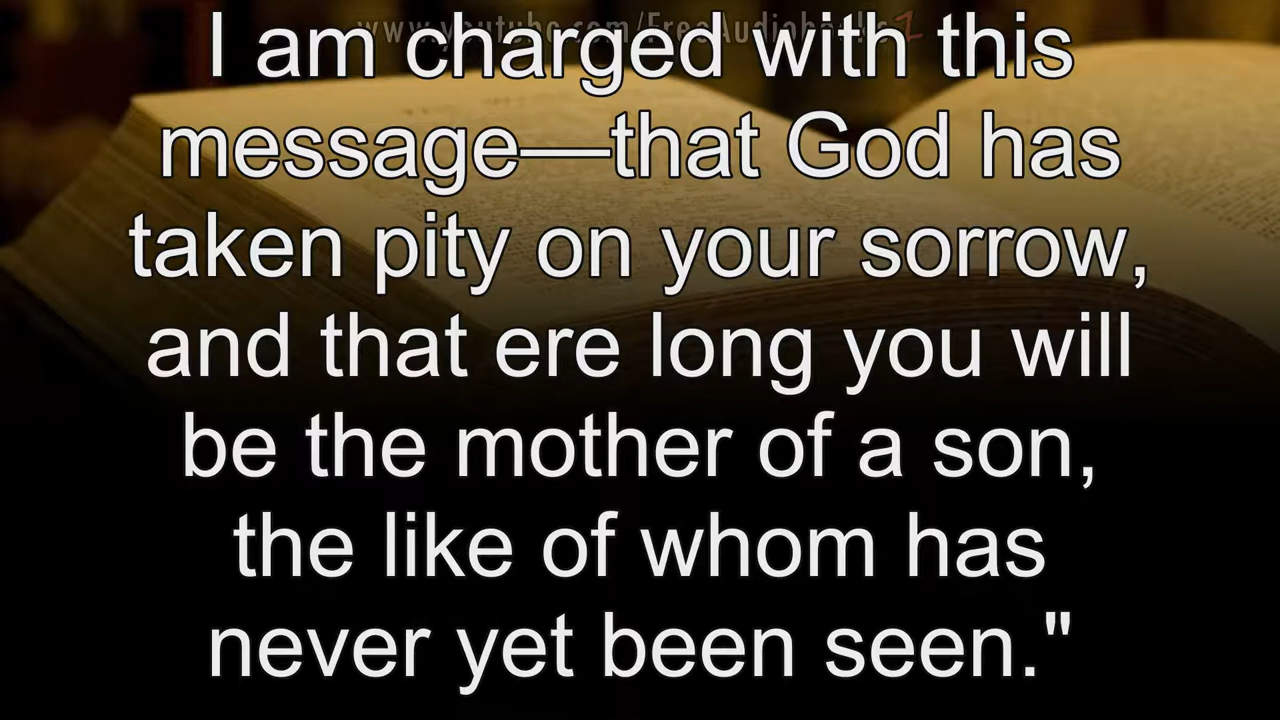 I am charged with this
message—that God has
taken pity on your sorrow,
and that ere long you will
be the mother of a son,
the like of whom has
never yet been seen."